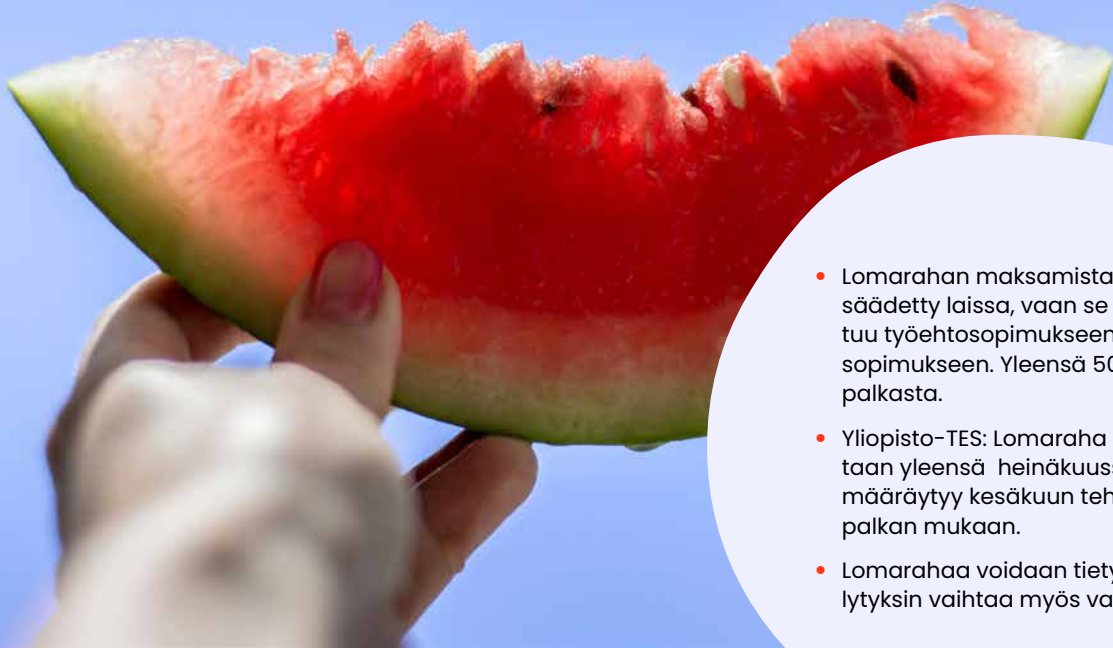 Lomarahan maksamista
säädetty laissa, vaan se
tuu työehtosopimukseen
sopimukseen. Yleensä 50
palkasta.
Yliopisto-TES: Lomaraha
taan yleensä heinäkuuss
määräytyy kesäkuun teh
palkan mukaan.
Lomarahaa voidaan tiety
lytyksin vaihtaa myös va